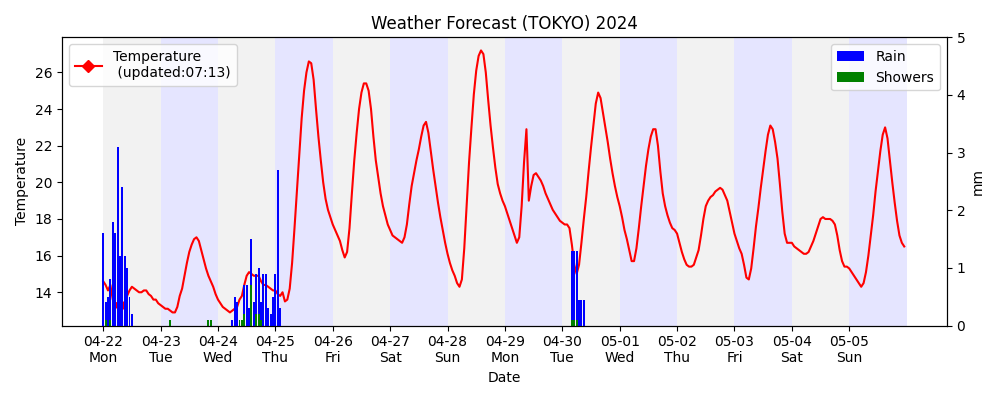 Weather Forecast (TOKYO) 2024
Temperature
(updated:07:13)
Rain
Showers
Temperature
26
24
22
20
18
16
14
5
4
3
2
1
0
mm
04-22 04-23 04-24 04-25 04-26 04-27 04-28 04-29 04-30 05-01 05-02 05-03 05-04 05-05
Mon Tue Wed Thu Fri Sat Sun Mon Tue Wed Thu Fri Sat Sun
Date